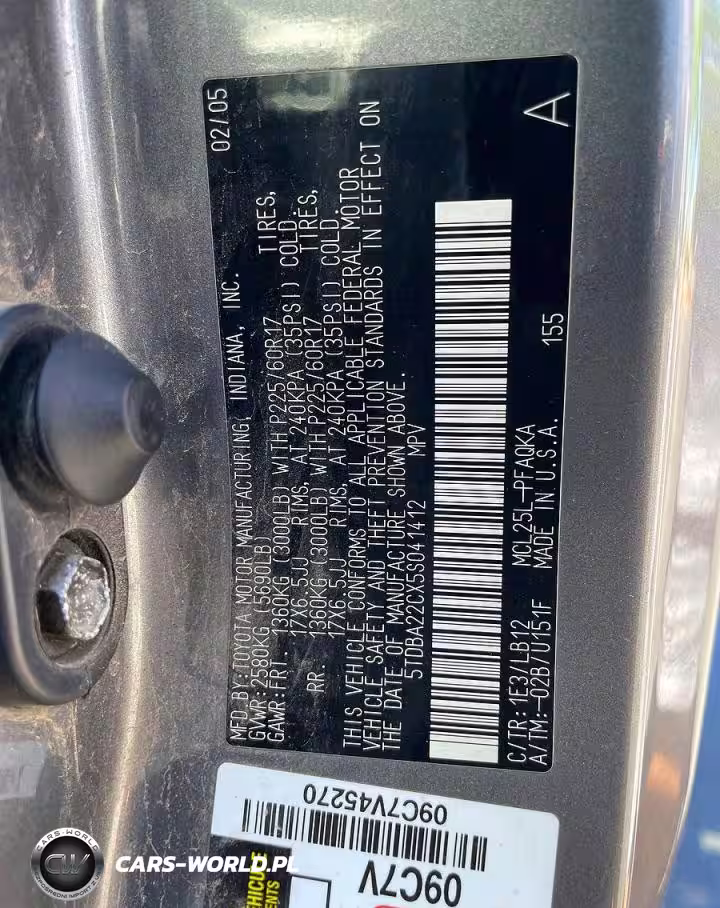 02/05
MFD.BY:TOYOTA MOTOR MANUFACTURING, INDIANA, INC.
GVWR:2580KG (5690LB)
GAWR:FRT. 1360KG (3000LB) WITH P225/60R17 TIRES,
17X6.5JJ RIMS, AT 240KPA (35PSI) COLD.
RR 1360KG (3000LB) WITH P225/60R17 TIRES,
17X6.5JJ RIMS, AT 240KPA (35PSI) COLD.
THIS VEHICLE CONFORMS TO ALL APPLICABLE FEDERAL MOTOR
VEHICLE SAFETY AND THEFT PREVENTION STANDARDS IN EFFECT ON
THE DATE OF MANUFACTURE SHOWN ABOVE.
5TDBA22CX5S041412 MPV
C/TR:1E3/LB12 MCL25L-PFAQKA 155
A/TM:-02B/U151F MADE IN U.S.A.
A
09C7V45270
09C7V
CARS-WORLD
CW
CARS-WORLD.PL